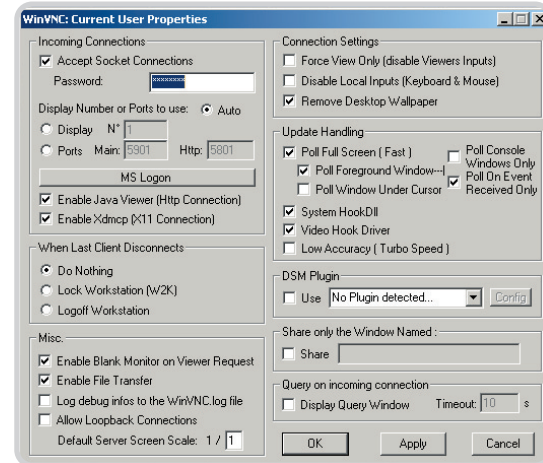 WinVNC: Current User Properties
Incoming Connections
Accept Socket Connections
Password: xxxxxxxx
Display Number or Ports to use: Auto
Display N° 1
Ports Main: 5901 Http: 5801
MS Logon
Enable Java Viewer (Http Connection)
Enable Xdmcp (X11 Connection)
When Last Client Disconnects
Do Nothing
Lock Workstation (W2K)
Logoff Workstation
Misc.
Enable Blank Monitor on Viewer Request
Enable File Transfer
Log debug infos to the WinVNC.log file
Allow Loopback Connections
Default Server Screen Scale: 1 / 1
Connection Settings
Force View Only (disable Viewers Inputs)
Disable Local Inputs (Keyboard & Mouse)
Remove Desktop Wallpaper
Update Handling
Poll Full Screen ( Fast )
Poll Foreground Window---|
Poll Window Under Cursor
Poll Console
Windows Only
Poll On Event
Received Only
System HookDll
Video Hook Driver
Low Accuracy ( Turbo Speed )
DSM Plugin
Use No Plugin detected... Config
Share only the Window Named :
Share
Query on incoming connection
Display Query Window Timeout: 10 s
OK Apply Cancel